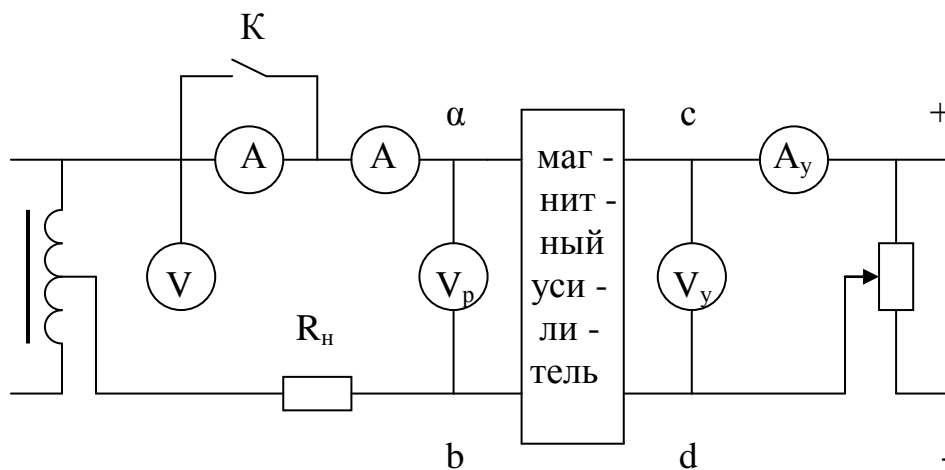 К
α
c
+
A
A
Aу
V
Vр
Vу
маг -
нит -
ный
уси -
ли -
тель
Rн
b
d
-